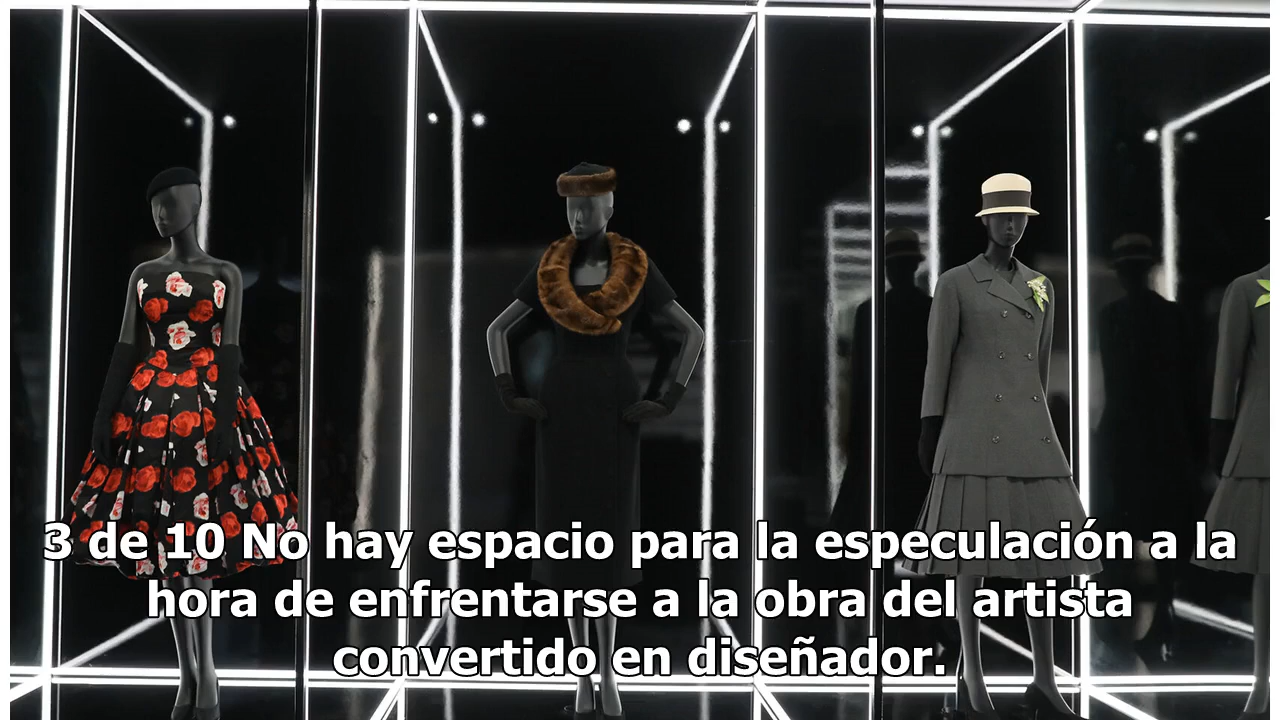 3 de 10 No hay espacio para la especulación a la
hora de enfrentarse a la obra del artista
convertido en diseñador.